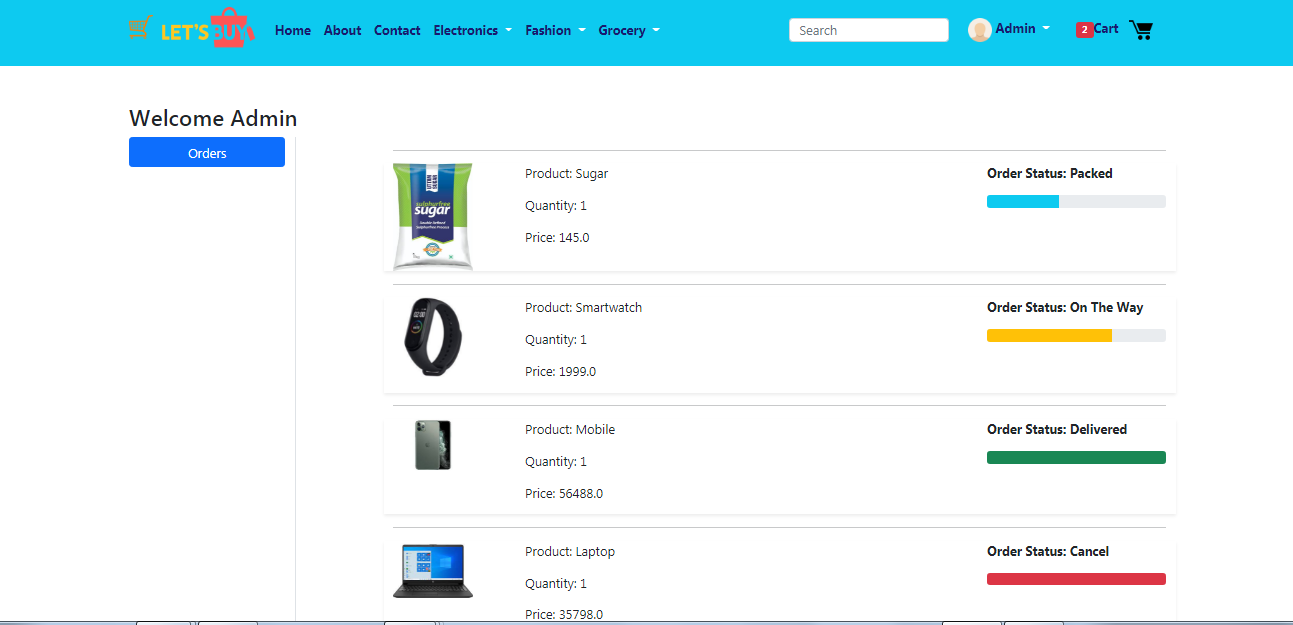 LET'S BUY
Home About Contact Electronics Fashion Grocery
Search
Admin
2 Cart
Welcome Admin
Orders
sulphurfree
sugar
Product: Sugar
Quantity: 1
Price: 145.0
Order Status: Packed
Product: Smartwatch
Quantity: 1
Price: 1999.0
Order Status: On The Way
Product: Mobile
Quantity: 1
Price: 56488.0
Order Status: Delivered
Product: Laptop
Quantity: 1
Price: 35798.0
Order Status: Cancel